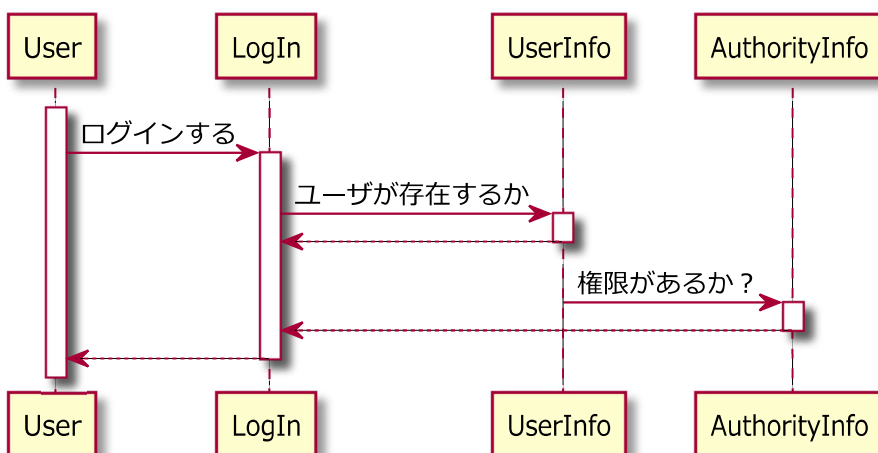 User
LogIn
UserInfo
AuthorityInfo
ログインする
ユーザが存在するか
権限があるか？
User
LogIn
UserInfo
AuthorityInfo